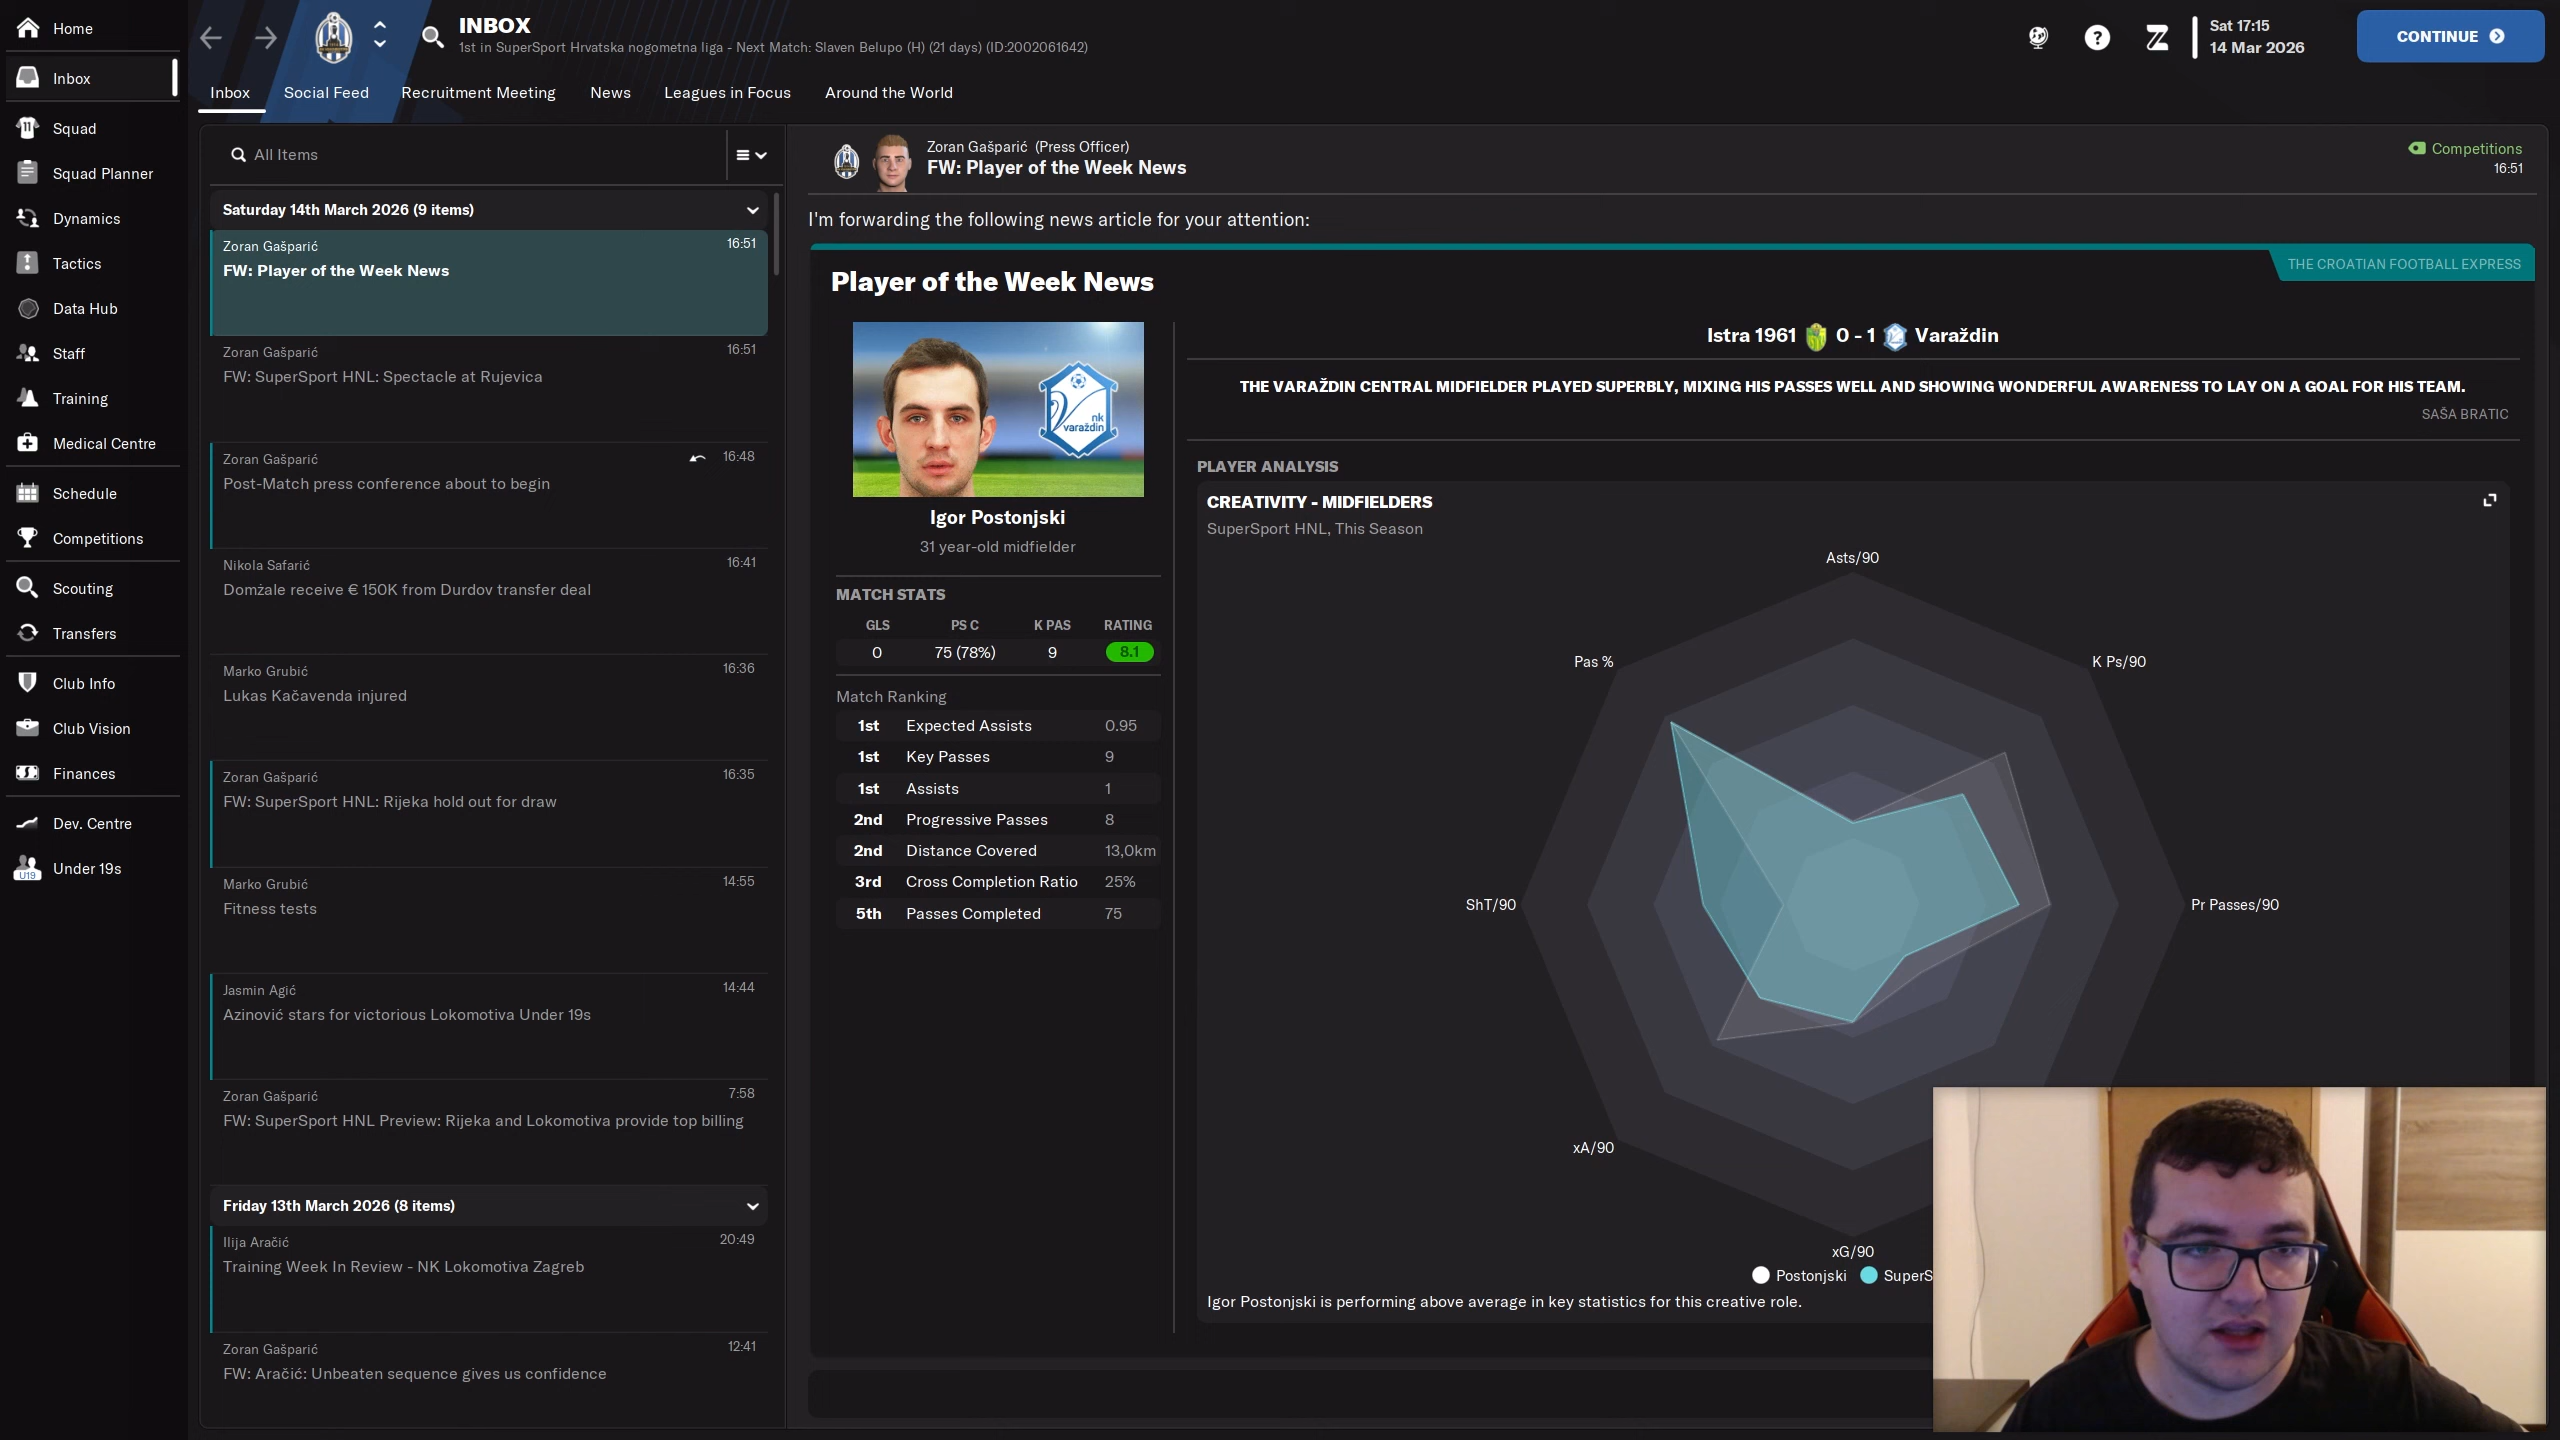 Home
Inbox
Squad
Squad Planner
Dynamics
Tactics
Data Hub
Staff
Training
Medical Centre
Schedule
Competitions
Scouting
Transfers
Club Info
Club Vision
Finances
Dev. Centre
U19
Under 19s
INBOX
1st in SuperSport Hrvatska nogometna liga - Next Match: Slaven Belupo (H) (21 days) (ID:2002061642)
Sat 17:15
14 Mar 2026
CONTINUE
Inbox
Social Feed
Recruitment Meeting
News
Leagues in Focus
Around the World
All Items
Saturday 14th March 2026 (9 items)
Zoran Gašparić 16:51
FW: Player of the Week News
Zoran Gašparić 16:51
FW: SuperSport HNL: Spectacle at Rujevica
Zoran Gašparić 16:48
Post-Match press conference about to begin
Nikola Safarić 16:41
Domžale receive € 150K from Durdov transfer deal
Marko Grubić 16:36
Lukas Kačavenda injured
Zoran Gašparić 16:35
FW: SuperSport HNL: Rijeka hold out for draw
Marko Grubić 14:55
Fitness tests
Jasmin Agić 14:44
Azinović stars for victorious Lokomotiva Under 19s
Zoran Gašparić 7:58
FW: SuperSport HNL Preview: Rijeka and Lokomotiva provide top billing
Friday 13th March 2026 (8 items)
Ilija Aračić 20:49
Training Week In Review - NK Lokomotiva Zagreb
Zoran Gašparić 12:41
FW: Aračić: Unbeaten sequence gives us confidence
Zoran Gašparić (Press Officer)
FW: Player of the Week News
Competitions
16:51
I'm forwarding the following news article for your attention:
THE CROATIAN FOOTBALL EXPRESS
Player of the Week News
nk
varaždin
Igor Postonjski
31 year-old midfielder
MATCH STATS
GLS PS C K PAS RATING
0 75 (78%) 9 8.1
Match Ranking
1st Expected Assists 0.95
1st Key Passes 9
1st Assists 1
2nd Progressive Passes 8
2nd Distance Covered 13,0km
3rd Cross Completion Ratio 25%
5th Passes Completed 75
Istra 1961 0 - 1 Varaždin
THE VARAŽDIN CENTRAL MIDFIELDER PLAYED SUPERBLY, MIXING HIS PASSES WELL AND SHOWING WONDERFUL AWARENESS TO LAY ON A GOAL FOR HIS TEAM.
SAŠA BRATIC
PLAYER ANALYSIS
CREATIVITY - MIDFIELDERS
SuperSport HNL, This Season
Asts/90
Pas %
K Ps/90
ShT/90
Pr Passes/90
xA/90
xG/90
Postonjski SuperS
Igor Postonjski is performing above average in key statistics for this creative role.